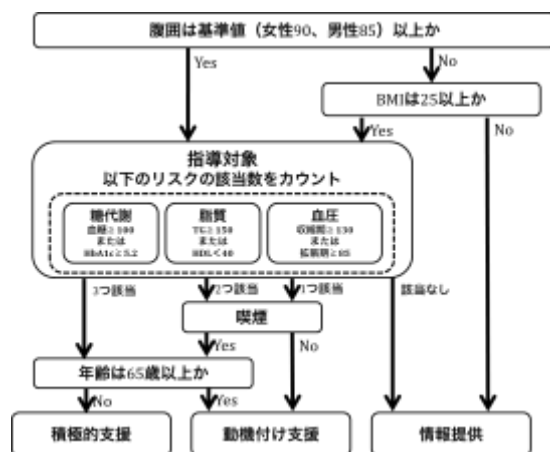 腹囲は基準値（女性90、男性85）以上か
Yes
No
BMIは25以上か
Yes
No
指導対象
以下のリスクの該当数をカウント
糖代謝
血糖≥100
または
HbA1c≥5.2
脂質
TG≥150
または
HDL<40
血圧
収縮期≥130
または
拡張期≥85
3つ該当
2つ該当
1つ該当
該当なし
喫煙
Yes
No
年齢は65歳以上か
No
Yes
積極的支援
動機付け支援
情報提供